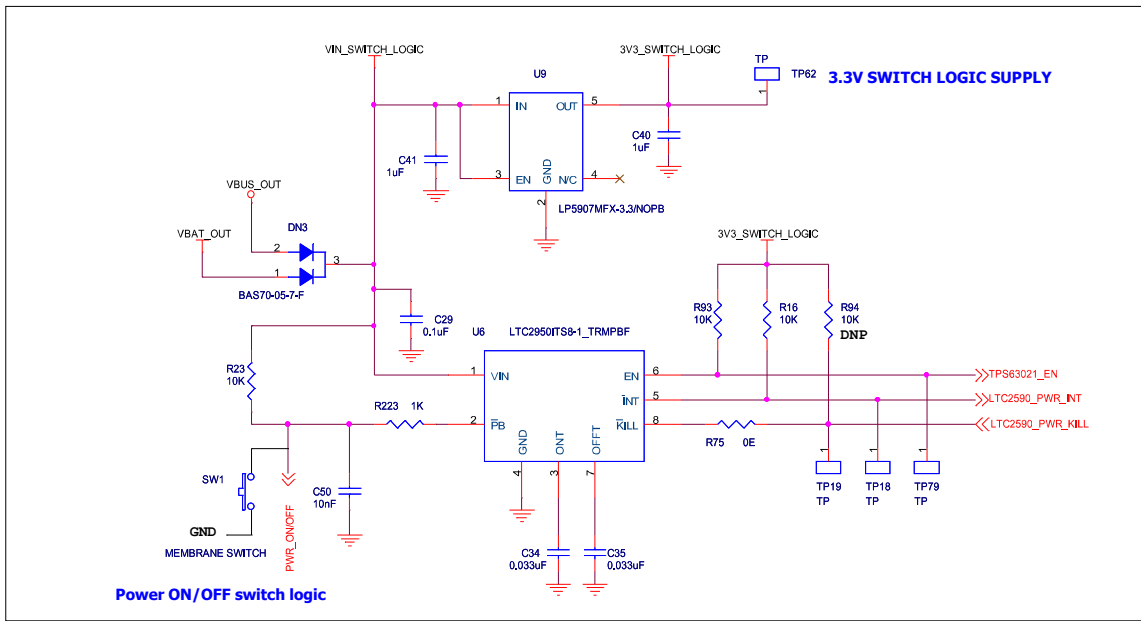 VIN_SWITCH_LOGIC
3V3_SWITCH_LOGIC
TP
TP62
3.3V SWITCH LOGIC SUPPLY
1
U9
1
IN
OUT
5
C41
1uF
C40
1uF
3
EN
GND
N/C
4
2
LP5907MFX-3.3/NOPB
VBUS_OUT
VBAT_OUT
DN3
2
1
3
BAS70-05-7-F
3V3_SWITCH_LOGIC
C29
0.1uF
R93
10K
R16
10K
R94
10K
DNP
U6
LTC2950ITS8-1_TRMPBF
R23
10K
1
VIN
EN
6
TPS63021_EN
INT
5
LTC2590_PWR_INT
R223 1K
2
PB
KILL
8
LTC2590_PWR_KILL
R75 0E
GND
ONT
OFFT
4
3
7
1
1
1
TP19
TP
TP18
TP
TP79
TP
SW1
C50
10nF
GND
MEMBRANE SWITCH
PWR_ON/OFF
C34
0.033uF
C35
0.033uF
Power ON/OFF switch logic